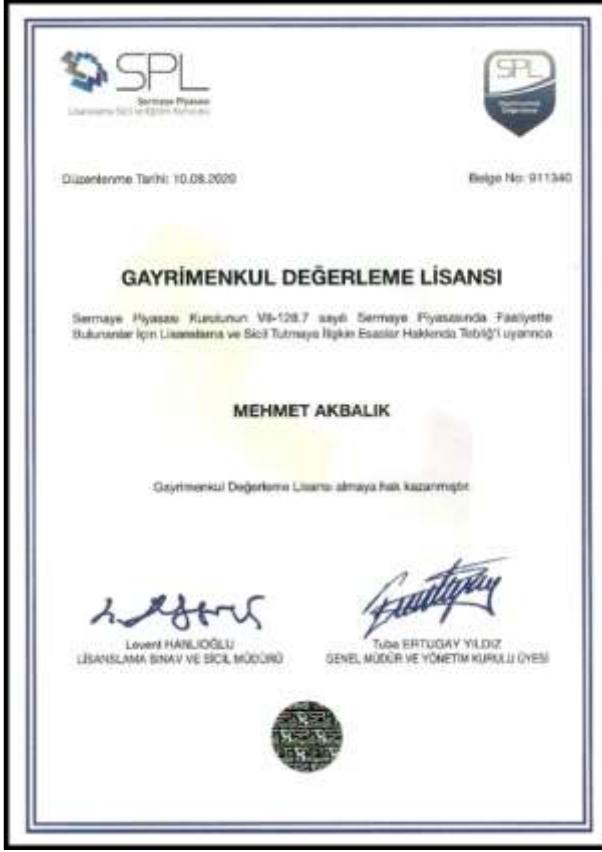 SPL
Sermaye Piyasası
Lisanslama Sicil ve Eğitim Kuruluşu
SPL
Gayrimenkul
Değerleme
Düzenlenme Tarihi: 10.08.2020
Belge No: 911340
GAYRİMENKUL DEĞERLEME LİSANSI
Sermaye Piyasası Kurulunun VII-128.7 sayılı Sermaye Piyasasında Faaliyette
Bulunanlar İçin Lisanslama ve Sicil Tutmaya İlişkin Esaslar Hakkında Tebliğ'i uyarınca
MEHMET AKBALIK
Gayrimenkul Değerleme Lisansı almaya hak kazanmıştır.
Levent HANLIOĞLU
LİSANSLAMA SINAV VE SİCİL MÜDÜRÜ
Tuba ERTUGAY YILDIZ
GENEL MÜDÜR VE YÖNETİM KURULU ÜYESİ